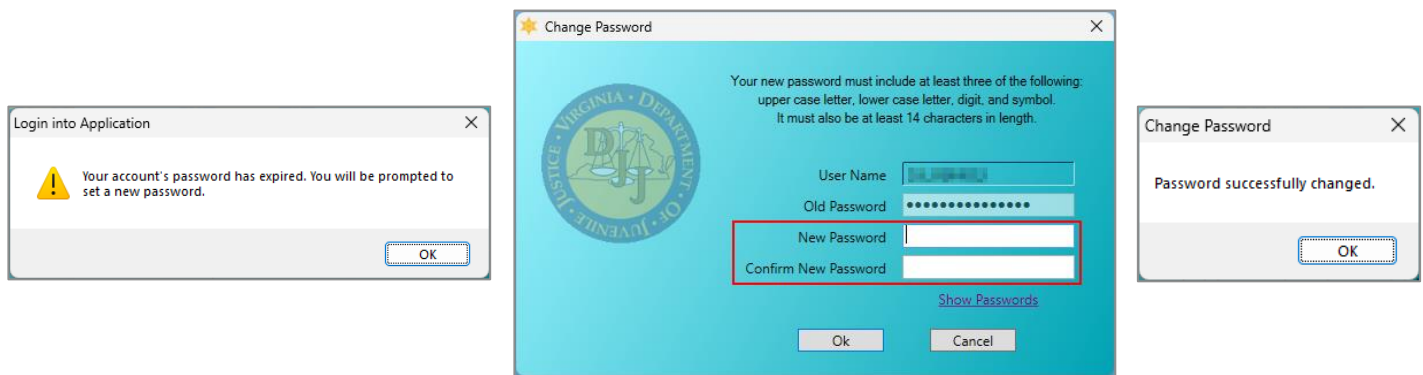 Login into Application
Your account's password has expired. You will be prompted to
set a new password.
OK
Change Password
Your new password must include at least three of the following:
upper case letter, lower case letter, digit, and symbol.
It must also be at least 14 characters in length.
VIRGINIA • DEPARTMENT • OF JUVENILE • JUSTICE •
DJJ
User Name
Old Password
New Password
Confirm New Password
Show Passwords
Ok
Cancel
Change Password
Password successfully changed.
OK